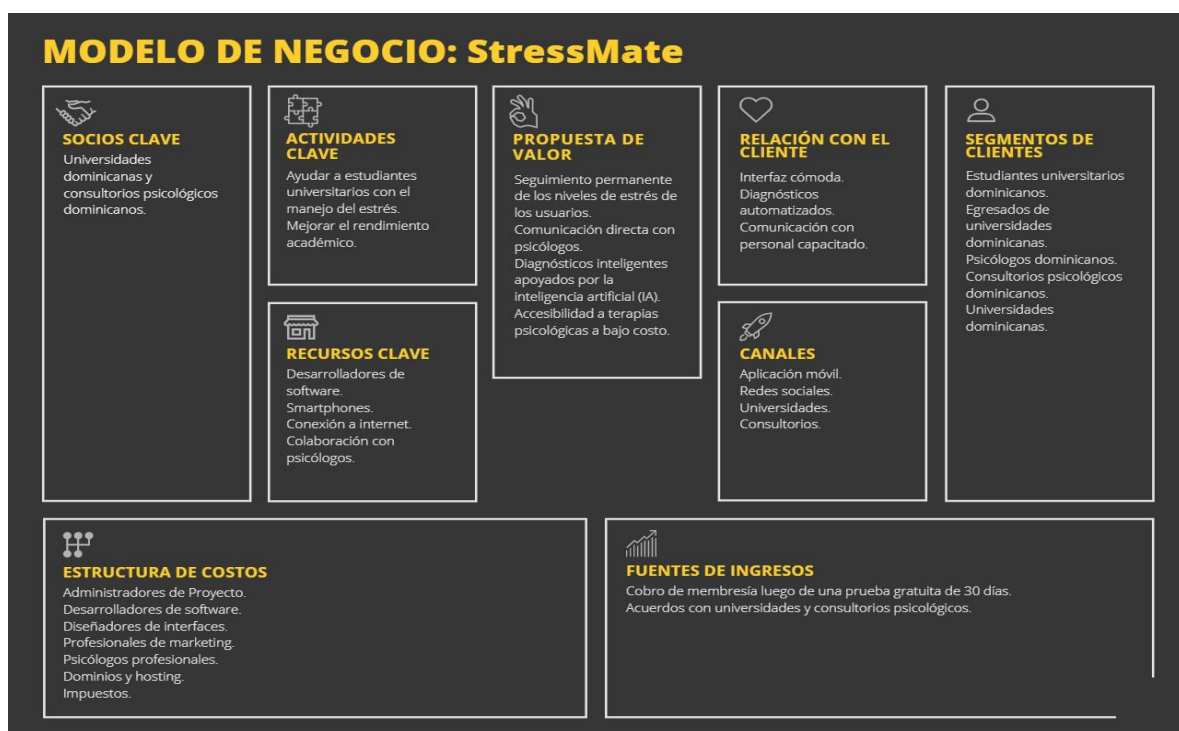 MODELO DE NEGOCIO: StressMate
SOCIOS CLAVE
Universidades
dominicanas y
consultorios psicológicos
dominicanos.
ACTIVIDADES
CLAVE
Ayudar a estudiantes
universitarios con el
manejo del estrés.
Mejorar el rendimiento
académico.
RECURSOS CLAVE
Desarrolladores de
software.
Smartphones.
Conexión a internet.
Colaboración con
psicólogos.
PROPUESTA DE
VALOR
Seguimiento permanente
de los niveles de estrés de
los usuarios.
Comunicación directa con
psicólogos.
Diagnósticos inteligentes
apoyados por la
inteligencia artificial (IA).
Accesibilidad a terapias
psicológicas a bajo costo.
RELACIÓN CON EL
CLIENTE
Interfaz cómoda.
Diagnósticos
automatizados.
Comunicación con
personal capacitado.
CANALES
Aplicación móvil.
Redes sociales.
Universidades.
Consultorios.
SEGMENTOS DE
CLIENTES
Estudiantes universitarios
dominicanos.
Egresados de
universidades
dominicanas.
Psicólogos dominicanos.
Consultorios psicológicos
dominicanos.
Universidades
dominicanas.
ESTRUCTURA DE COSTOS
Administradores de Proyecto.
Desarrolladores de software.
Diseñadores de interfaces.
Profesionales de marketing.
Psicólogos profesionales.
Dominios y hosting.
Impuestos.
FUENTES DE INGRESOS
Cobro de membresía luego de una prueba gratuita de 30 días.
Acuerdos con universidades y consultorios psicológicos.